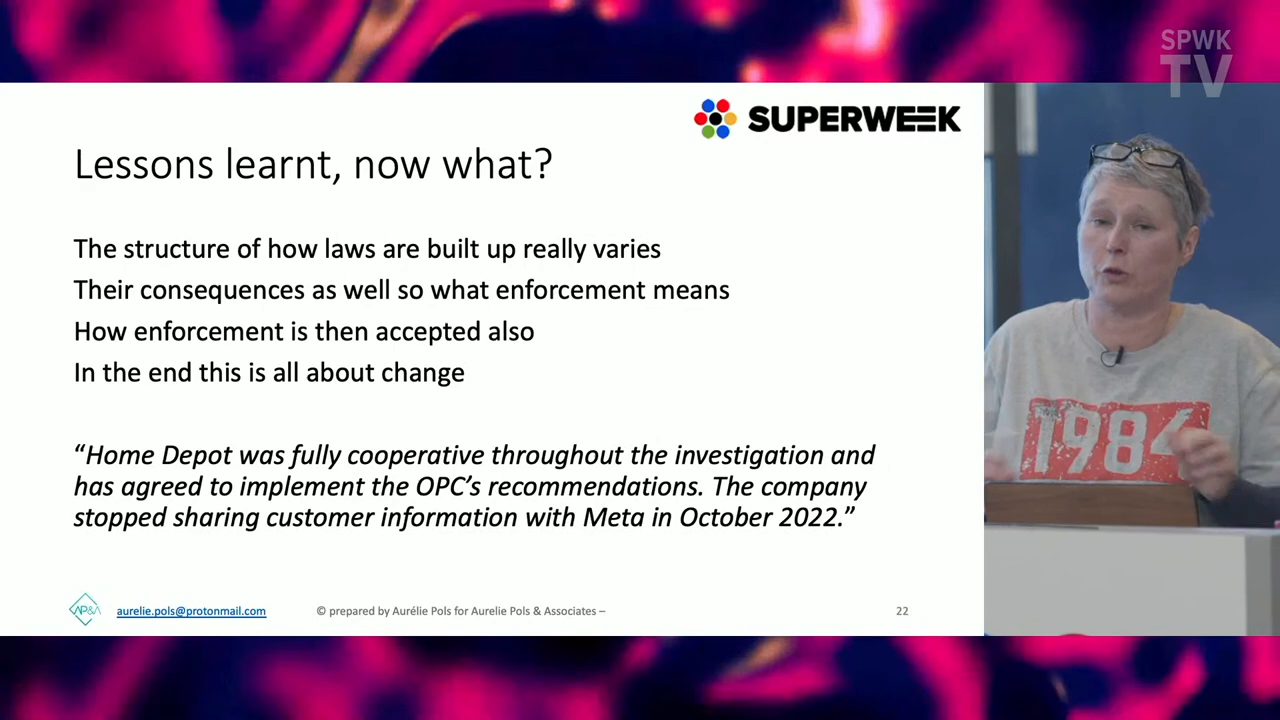 SPWK
TV
SUPERWEEK
Lessons learnt, now what?
The structure of how laws are built up really varies
Their consequences as well so what enforcement means
How enforcement is then accepted also
In the end this is all about change
“Home Depot was fully cooperative throughout the investigation and
has agreed to implement the OPC’s recommendations. The company
stopped sharing customer information with Meta in October 2022.”
1984
AP&A
aurelie.pols@protonmail.com
© prepared by Aurélie Pols for Aurelie Pols & Associates –
22